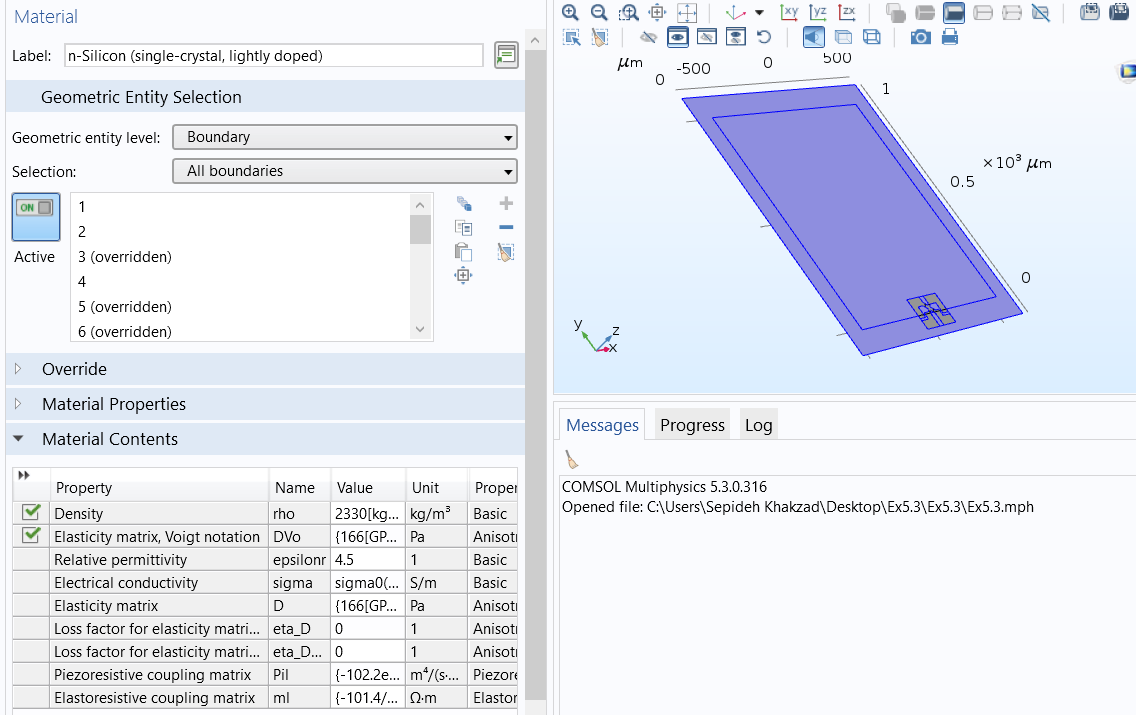 Material
Label: n-Silicon (single-crystal, lightly doped)
Geometric Entity Selection
Geometric entity level: Boundary
Selection: All boundaries
ON
Active
1
2
3 (overridden)
4
5 (overridden)
6 (overridden)
Override
Material Properties
Material Contents
Property Name Value Unit Proper
Density rho 2330[kg... kg/m³ Basic
Elasticity matrix, Voigt notation DVo {166[GP... Pa Anisotr
Relative permittivity epsilonr 4.5 1 Basic
Electrical conductivity sigma sigma0(... S/m Basic
Elasticity matrix D {166[GP... Pa Anisotr
Loss factor for elasticity matri... eta_D 0 1 Anisotr
Loss factor for elasticity matri... eta_D... 0 1 Anisotr
Piezoresistive coupling matrix Pil {-102.2e... m⁴/(s·... Piezore
Elastoresistive coupling matrix ml {-101.4/... Ω·m Elastor
xy yz zx
μm 0 -500 0 500
1
×10³ μm
0.5
0
y z x
Messages Progress Log
COMSOL Multiphysics 5.3.0.316
Opened file: C:\Users\Sepideh Khakzad\Desktop\Ex5.3\Ex5.3\Ex5.3.mph